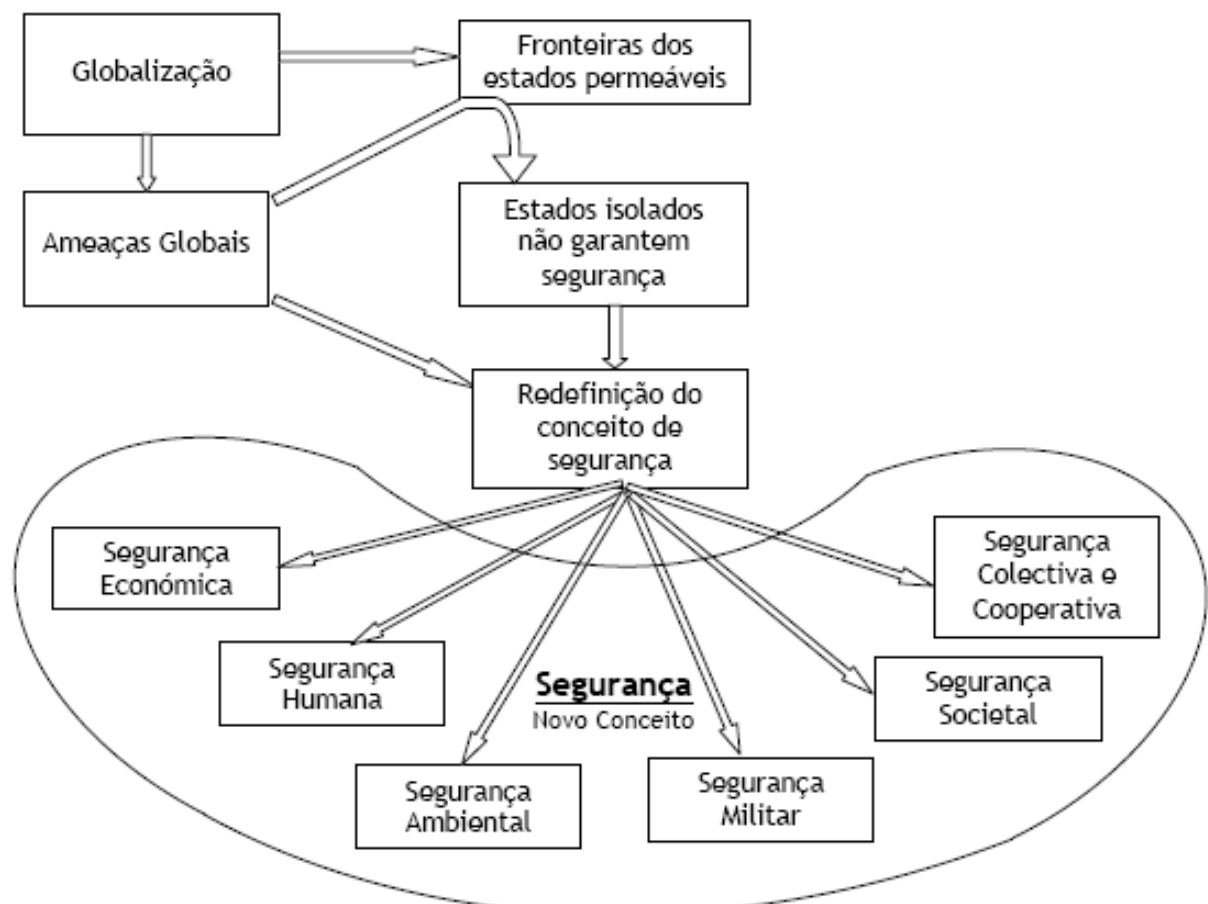 Globalização
Fronteiras dos
estados permeáveis
Ameaças Globais
Estados isolados
não garantem
segurança
Redefinição do
conceito de
segurança
Segurança
Económica
Segurança
Colectiva e
Cooperativa
Segurança
Humana
Segurança
Novo Conceito
Segurança
Societal
Segurança
Ambiental
Segurança
Militar